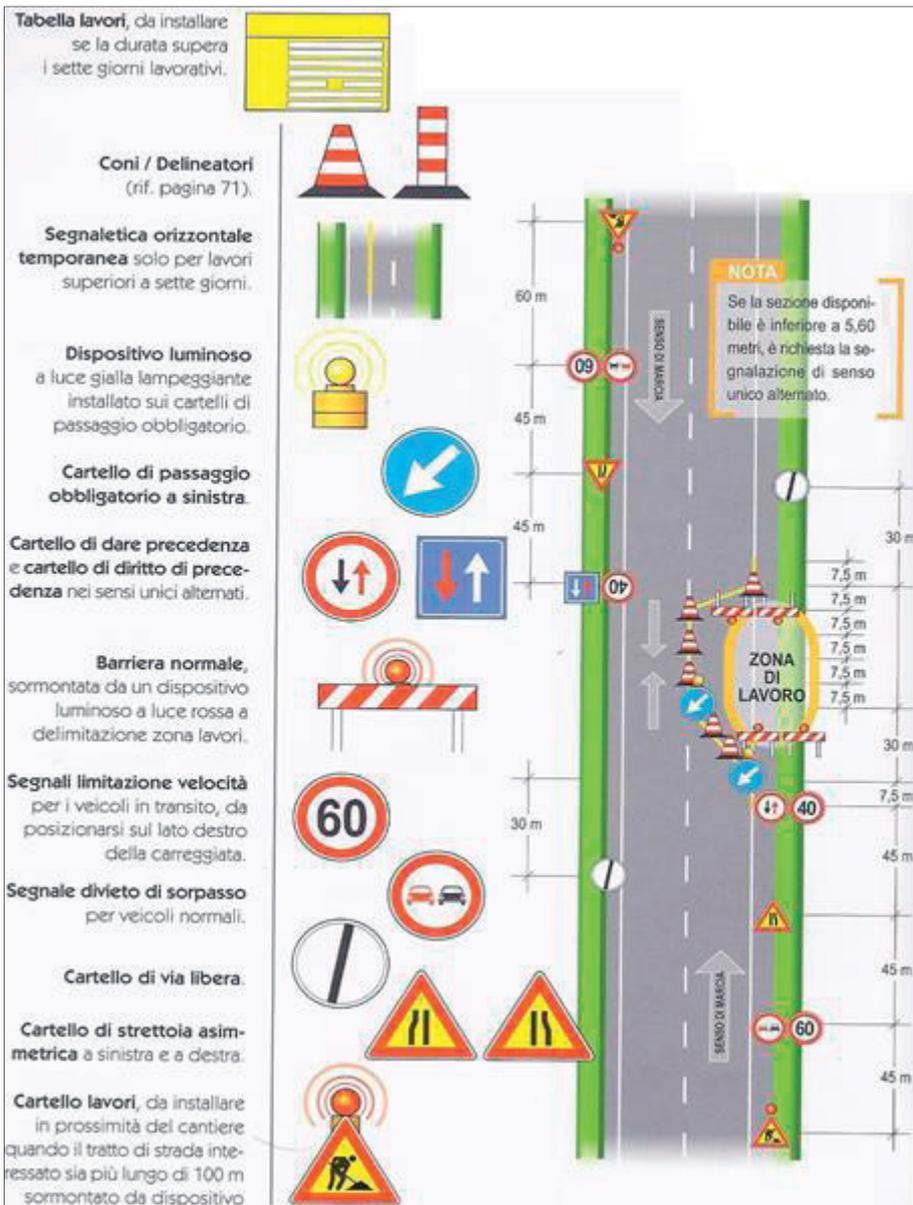 Tabella lavori, da installare
se la durata supera
i sette giorni lavorativi.
Coni / Delineatori
(rif. pagina 71).
Segnaletica orizzontale
temporanea solo per lavori
superiori a sette giorni.
Dispositivo luminoso
a luce gialla lampeggiante
installato sui cartelli di
passaggio obbligatorio.
Cartello di passaggio
obbligatorio a sinistra.
Cartello di dare precedenza
e cartello di diritto di prece-
denza nei sensi unici alternati.
Barriera normale,
sormontata da un dispositivo
luminoso a luce rossa a
delimitazione zona lavori.
Segnali limitazione velocità
per i veicoli in transito, da
posizionarsi sul lato destro
della carreggiata.
60
Segnale divieto di sorpasso
per veicoli normali.
Cartello di via libera.
Cartello di strettoia asim-
metrica a sinistra e a destra.
Cartello lavori, da installare
in prossimità del cantiere
quando il tratto di strada inte-
ressato sia più lungo di 100 m
sormontato da dispositivo
60 m
45 m
45 m
30 m
60
40
SENSO DI MARCIA
NOTA
Se la sezione disponi-
bile è inferiore a 5,60
metri, è richiesta la se-
gnalazione di senso
unico alternato.
30 m
7,5 m
7,5 m
7,5 m
7,5 m
7,5 m
7,5 m
ZONA
DI
LAVORO
30 m
7,5 m
40
45 m
45 m
SENSO DI MARCIA
60
45 m